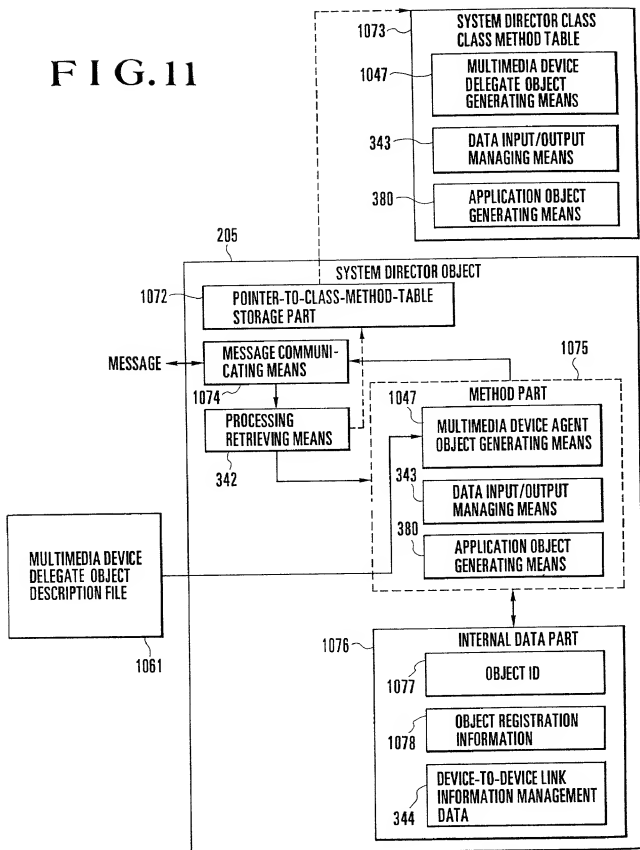 FIG.11
1073
SYSTEM DIRECTOR CLASS
CLASS METHOD TABLE
1047
MULTIMEDIA DEVICE
DELEGATE OBJECT
GENERATING MEANS
343
DATA INPUT/OUTPUT
MANAGING MEANS
380
APPLICATION OBJECT
GENERATING MEANS
205
SYSTEM DIRECTOR OBJECT
1072
POINTER-TO-CLASS-METHOD-TABLE
STORAGE PART
MESSAGE
MESSAGE COMMUNI-
CATING MEANS
1074
PROCESSING
RETRIEVING MEANS
342
1075
METHOD PART
1047
MULTIMEDIA DEVICE AGENT
OBJECT GENERATING MEANS
343
DATA INPUT/OUTPUT
MANAGING MEANS
380
APPLICATION OBJECT
GENERATING MEANS
MULTIMEDIA DEVICE
DELEGATE OBJECT
DESCRIPTION FILE
1061
1076
INTERNAL DATA PART
1077
OBJECT ID
1078
OBJECT REGISTRATION
INFORMATION
344
DEVICE-TO-DEVICE LINK
INFORMATION MANAGEMENT
DATA